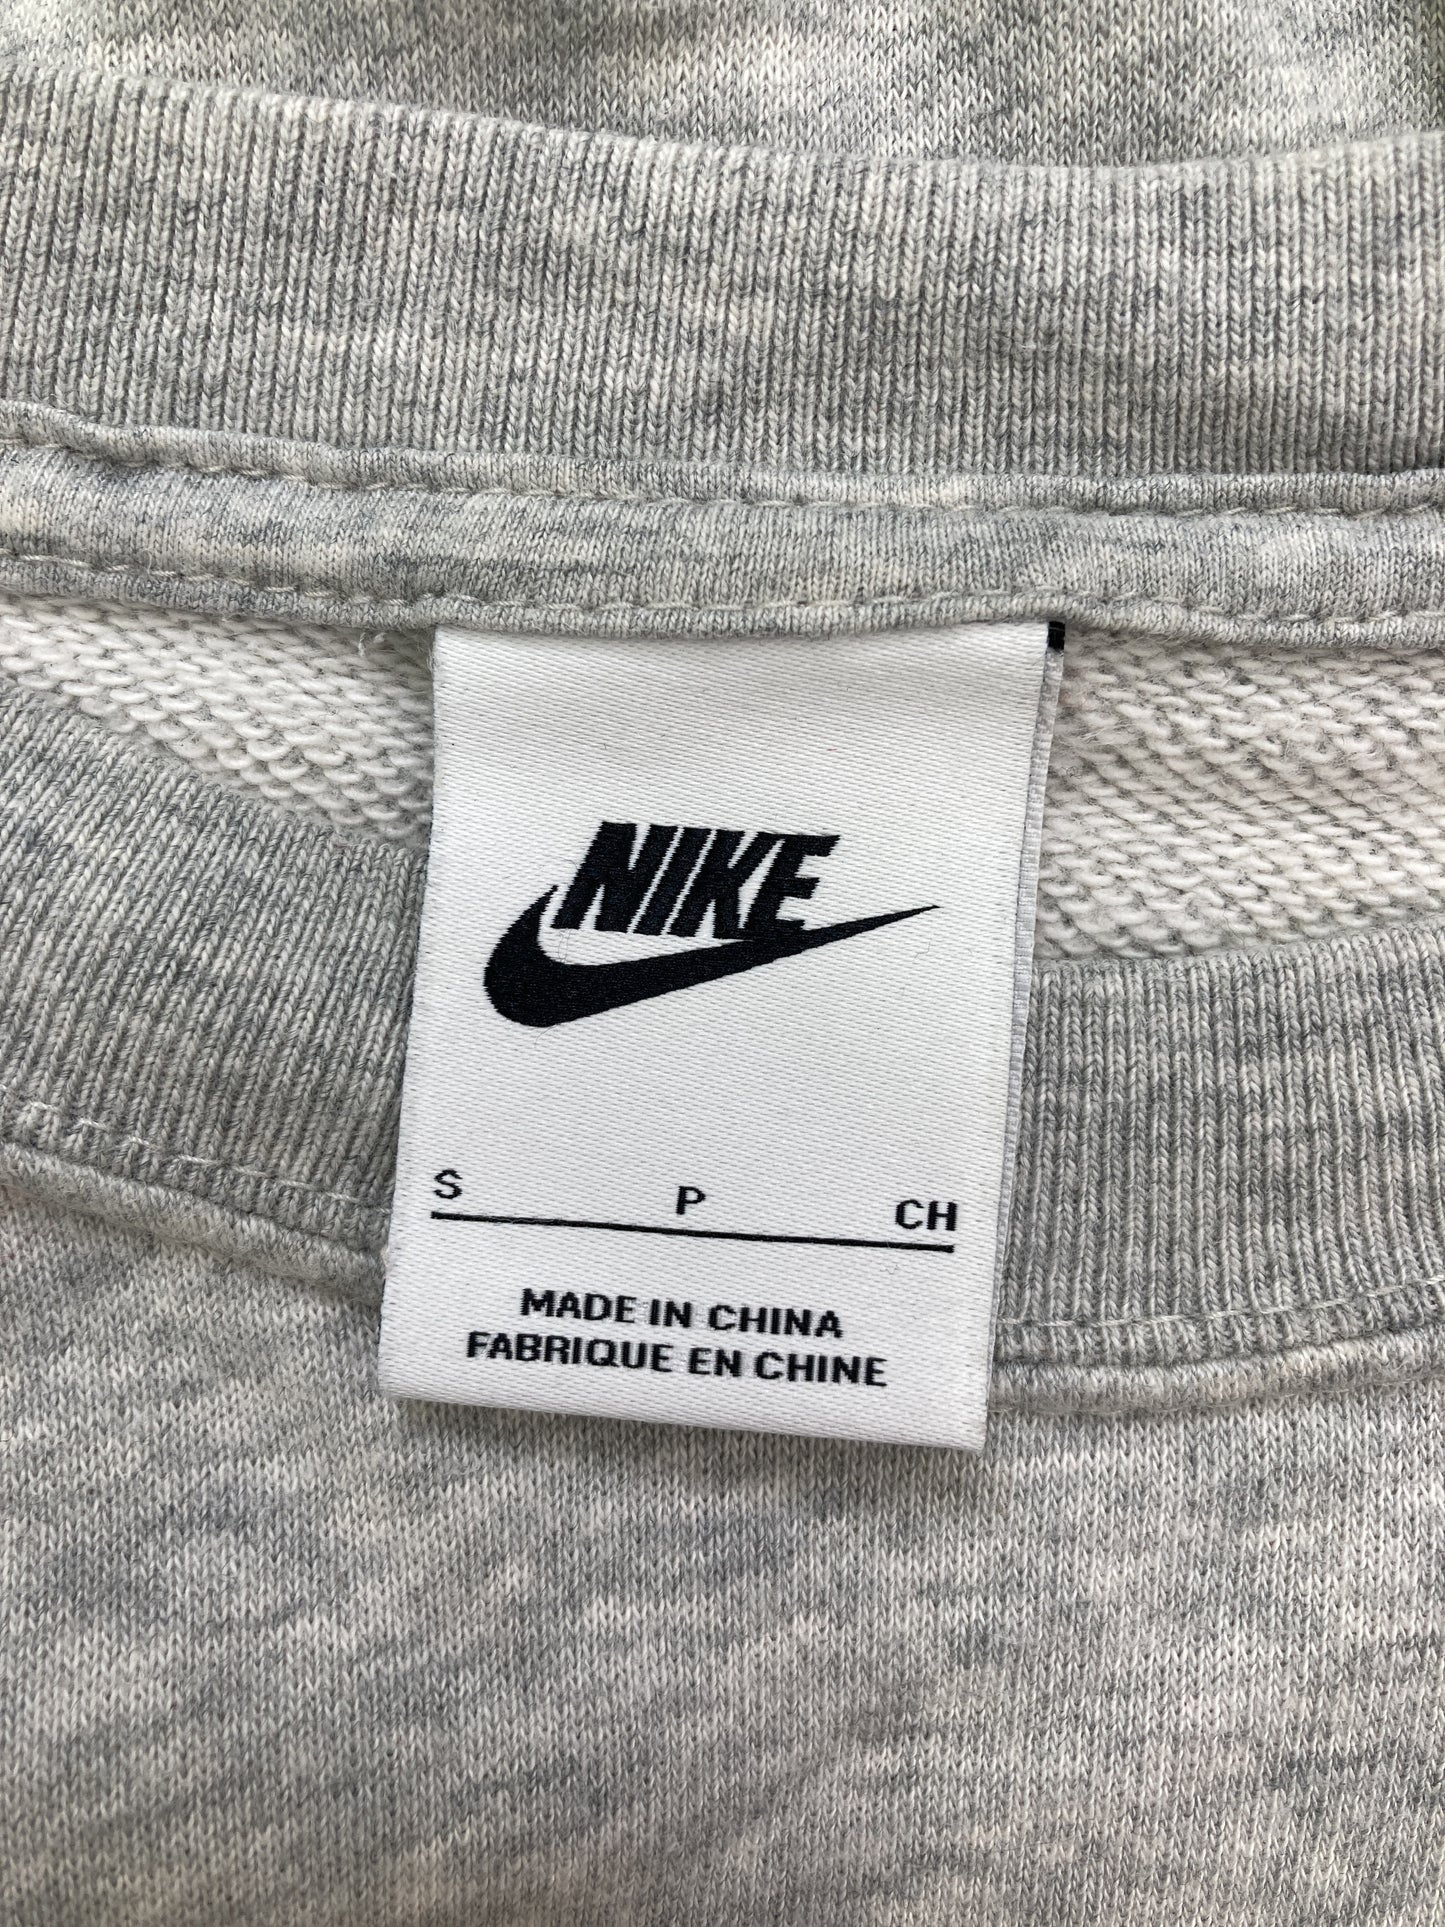 NIKE
S P CH
MADE IN CHINA
FABRIQUE EN CHINE